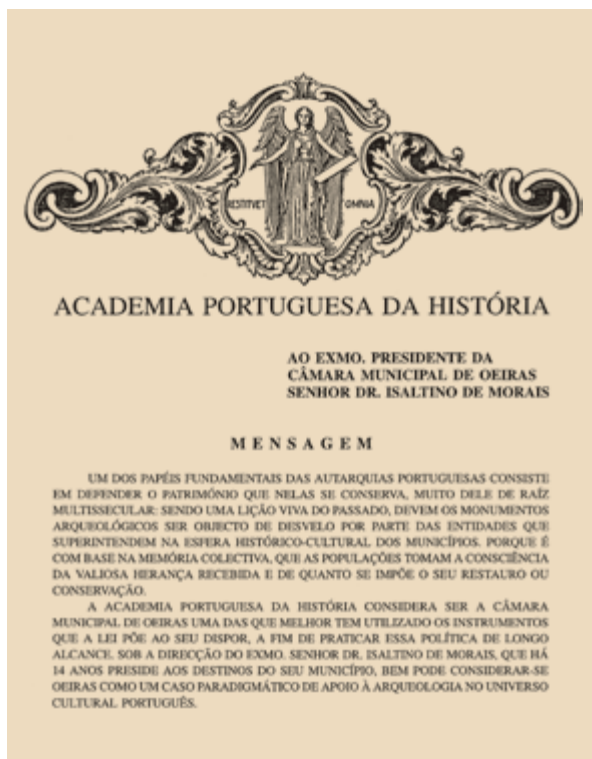 RESTITVET OMNIA
ACADEMIA PORTUGUESA DA HISTÓRIA
AO EXMO. PRESIDENTE DA
CÂMARA MUNICIPAL DE OEIRAS
SENHOR DR. ISALTINO DE MORAIS
MENSAGEM
UM DOS PAPÉIS FUNDAMENTAIS DAS AUTARQUIAS PORTUGUESAS CONSISTE
EM DEFENDER O PATRIMÓNIO QUE NELAS SE CONSERVA, MUITO DELE DE RAÍZ
MULTISSECULAR: SENDO UMA LIÇÃO VIVA DO PASSADO, DEVEM OS MONUMENTOS
ARQUEOLÓGICOS SER OBJECTO DE DESVELO POR PARTE DAS ENTIDADES QUE
SUPERINTENDEM NA ESFERA HISTÓRICO-CULTURAL DOS MUNICÍPIOS. PORQUE É
COM BASE NA MEMÓRIA COLECTIVA, QUE AS POPULAÇÕES TOMAM A CONSCIÊNCIA
DA VALIOSA HERANÇA RECEBIDA E DE QUANTO SE IMPÕE O SEU RESTAURO OU
CONSERVAÇÃO.
A ACADEMIA PORTUGUESA DA HISTÓRIA CONSIDERA SER A CÂMARA
MUNICIPAL DE OEIRAS UMA DAS QUE MELHOR TEM UTILIZADO OS INSTRUMENTOS
QUE A LEI PÕE AO SEU DISPOR, A FIM DE PRATICAR ESSA POLÍTICA DE LONGO
ALCANCE. SOB A DIRECÇÃO DO EXMO. SENHOR DR. ISALTINO DE MORAIS, QUE HÁ
14 ANOS PRESIDE AOS DESTINOS DO SEU MUNICÍPIO, BEM PODE CONSIDERAR-SE
OEIRAS COMO UM CASO PARADIGMÁTICO DE APOIO À ARQUEOLOGIA NO UNIVERSO
CULTURAL PORTUGUÊS.